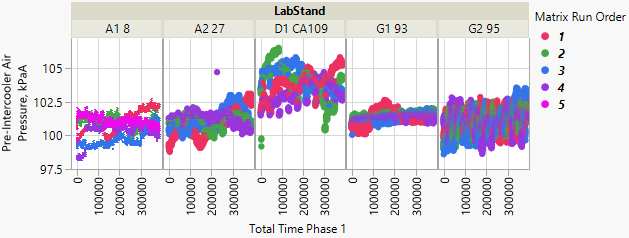 LabStand
A1 8 A2 27 D1 CA109 G1 93 G2 95
Pre-Intercooler Air
Pressure, kPaA
105
102.5
100
97.5
0 100000 200000 300000 0 100000 200000 300000 0 100000 200000 300000 0 100000 200000 300000 0 100000 200000 300000
Total Time Phase 1
Matrix Run Order
1
2
3
4
5